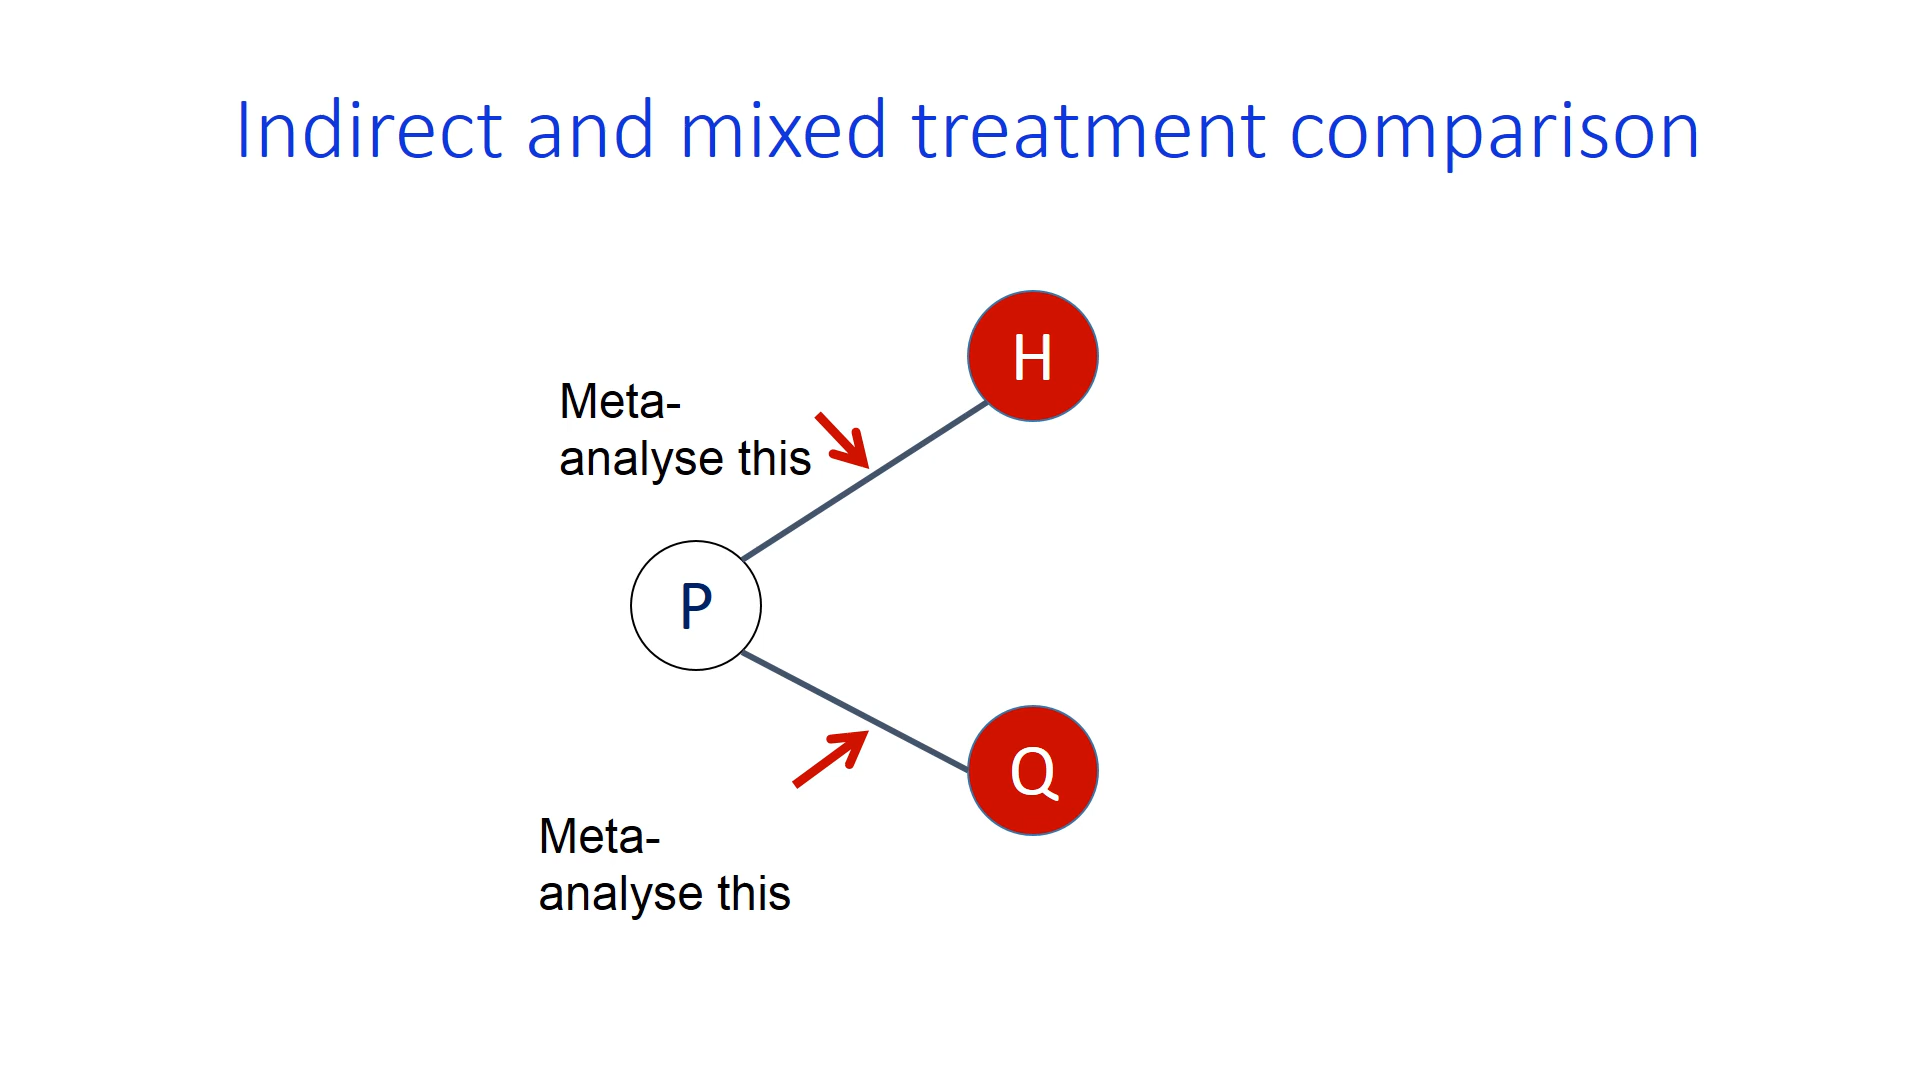 Indirect and mixed treatment comparison
H
Meta-
analyse this
P
Q
Meta-
analyse this